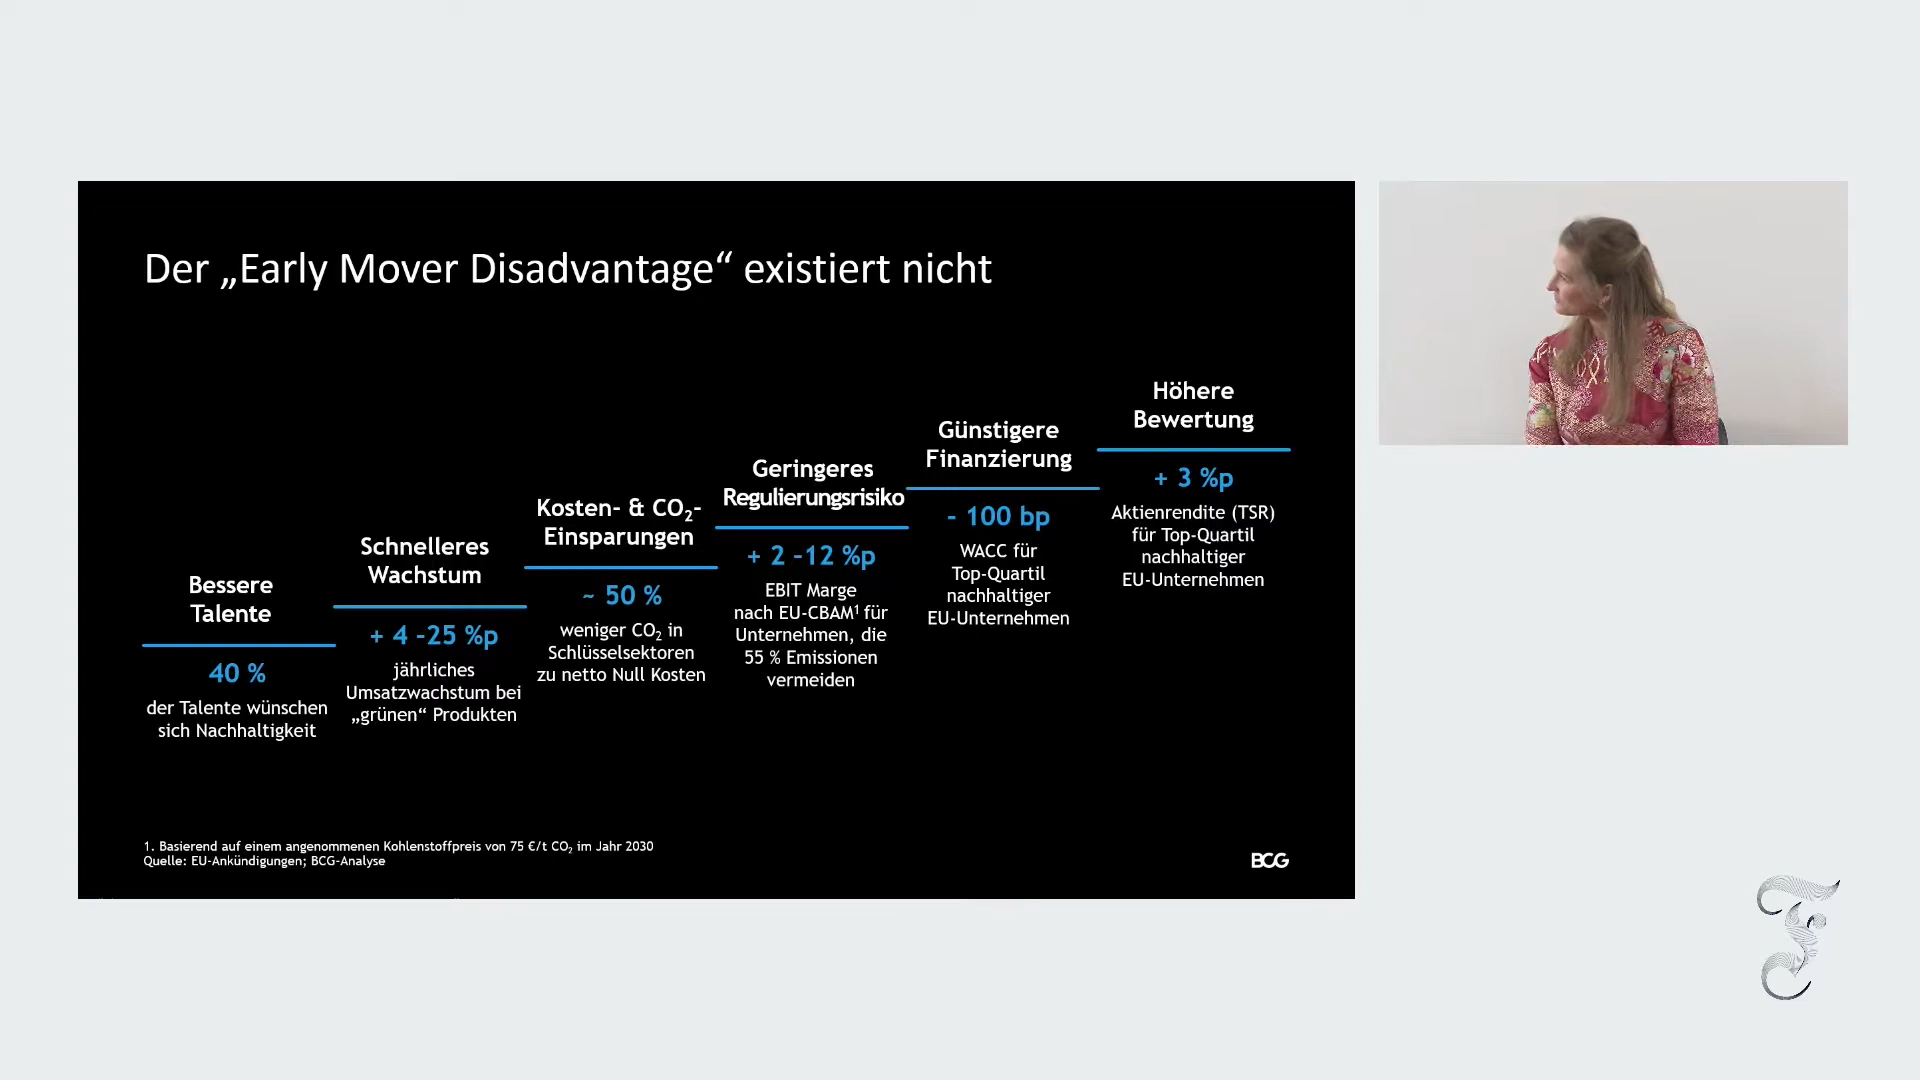 Der „Early Mover Disadvantage“ existiert nicht
Bessere
Talente
40 %
der Talente wünschen
sich Nachhaltigkeit
Schnelleres
Wachstum
+ 4 –25 %p
jährliches
Umsatzwachstum bei
„grünen“ Produkten
Kosten- & CO₂-
Einsparungen
~ 50 %
weniger CO₂ in
Schlüsselsektoren
zu netto Null Kosten
Geringeres
Regulierungsrisiko
+ 2 –12 %p
EBIT Marge
nach EU-CBAM¹ für
Unternehmen, die
55 % Emissionen
vermeiden
Günstigere
Finanzierung
- 100 bp
WACC für
Top-Quartil
nachhaltiger
EU-Unternehmen
Höhere
Bewertung
+ 3 %p
Aktienrendite (TSR)
für Top-Quartil
nachhaltiger
EU-Unternehmen
1. Basierend auf einem angenommenen Kohlenstoffpreis von 75 €/t CO₂ im Jahr 2030
Quelle: EU-Ankündigungen; BCG-Analyse
BCG
F